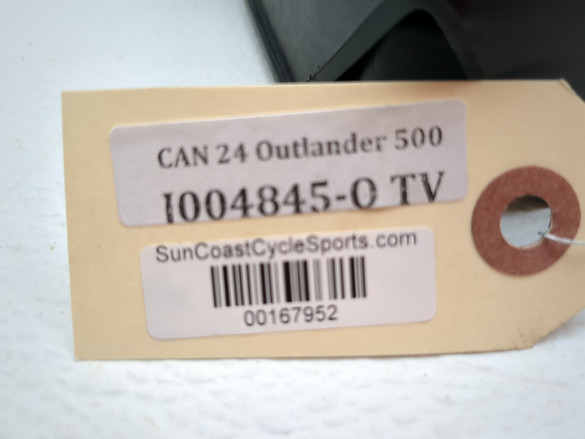 CAN 24 Outlander 500
I004845-O TV
SunCoastCycleSports.com
00167952